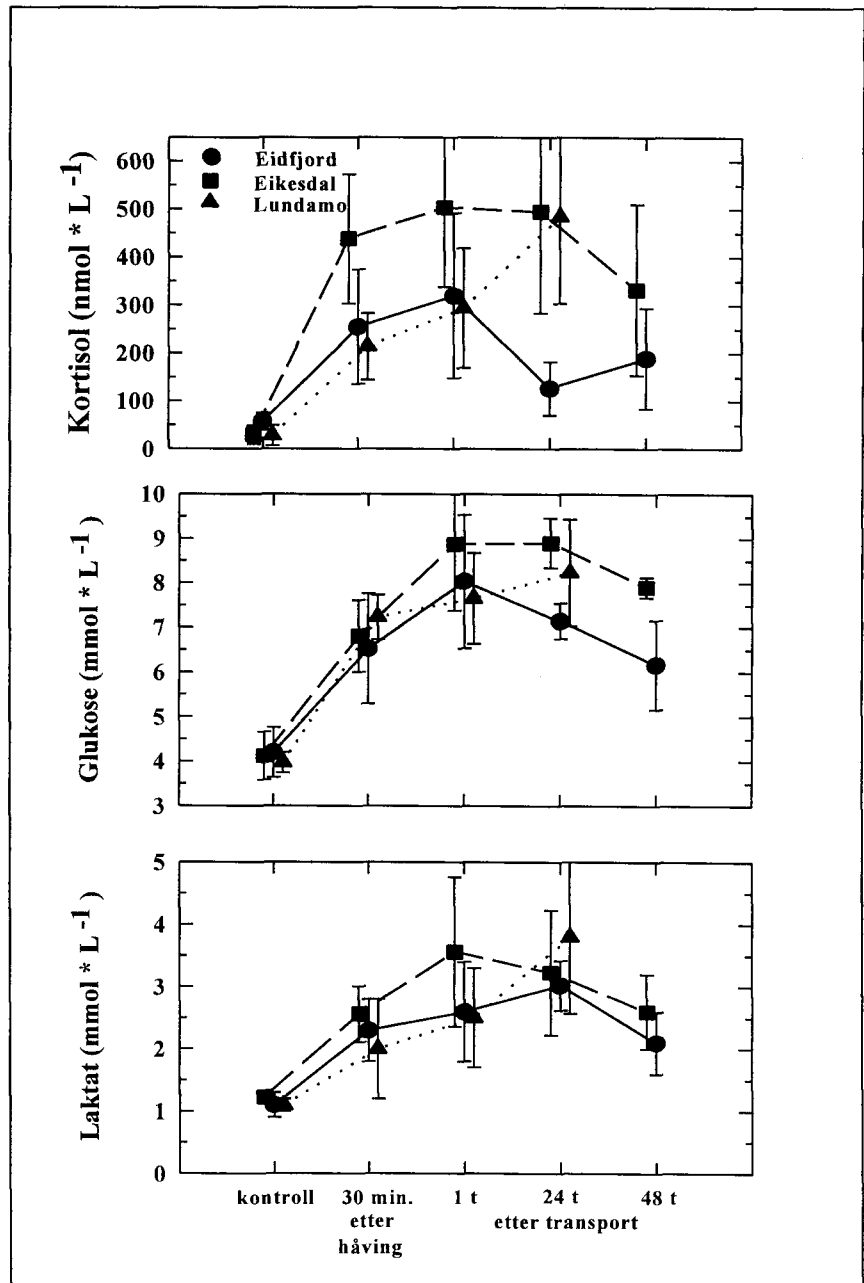 Kortisol (nmol * L -1)
600
500
400
300
200
100
0
Eidfjord
Eikesdal
Lundamo
Glukose (mmol * L -1)
10
9
8
7
6
5
4
3
Laktat (mmol * L -1)
5
4
3
2
1
0
kontroll 30 min. 1 t 24 t 48 t
etter etter transport
håving